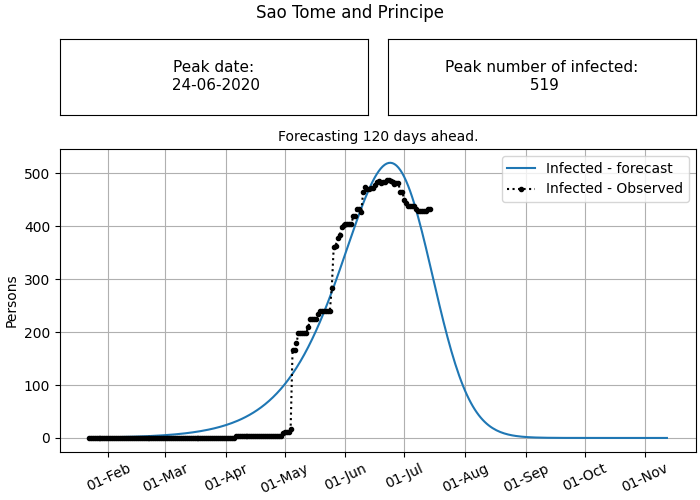 Sao Tome and Principe
Peak date:
24-06-2020
Peak number of infected:
519
Forecasting 120 days ahead.
Infected - forecast
Infected - Observed
Persons
500
400
300
200
100
0
01-Feb
01-Mar
01-Apr
01-May
01-Jun
01-Jul
01-Aug
01-Sep
01-Oct
01-Nov